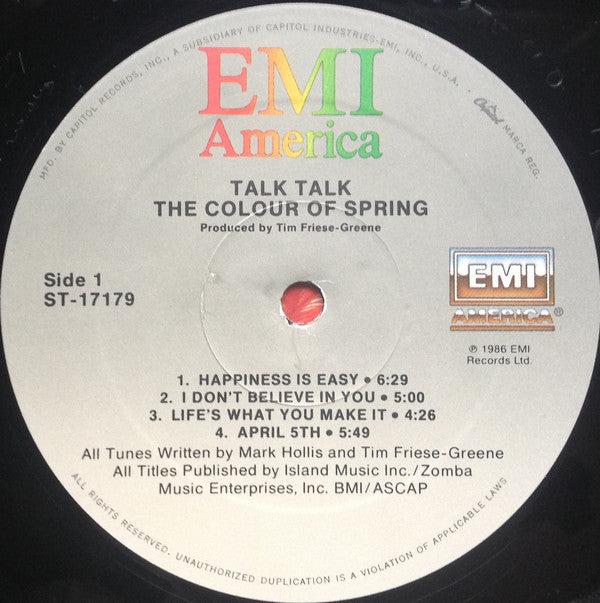 MFD. BY CAPITOL RECORDS, INC., A SUBSIDIARY OF CAPITOL INDUSTRIES-EMI, INC., U.S.A. Capitol MARCA REG.
EMI
America
TALK TALK
THE COLOUR OF SPRING
Produced by Tim Friese-Greene
Side 1
ST-17179
EMI
AMERICA®
℗ 1986 EMI
Records Ltd.
1. HAPPINESS IS EASY • 6:29
2. I DON'T BELIEVE IN YOU • 5:00
3. LIFE'S WHAT YOU MAKE IT • 4:26
4. APRIL 5TH • 5:49
All Tunes Written by Mark Hollis and Tim Friese-Greene
All Titles Published by Island Music Inc./Zomba
Music Enterprises, Inc. BMI/ASCAP
ALL RIGHTS RESERVED. UNAUTHORIZED DUPLICATION IS A VIOLATION OF APPLICABLE LAWS